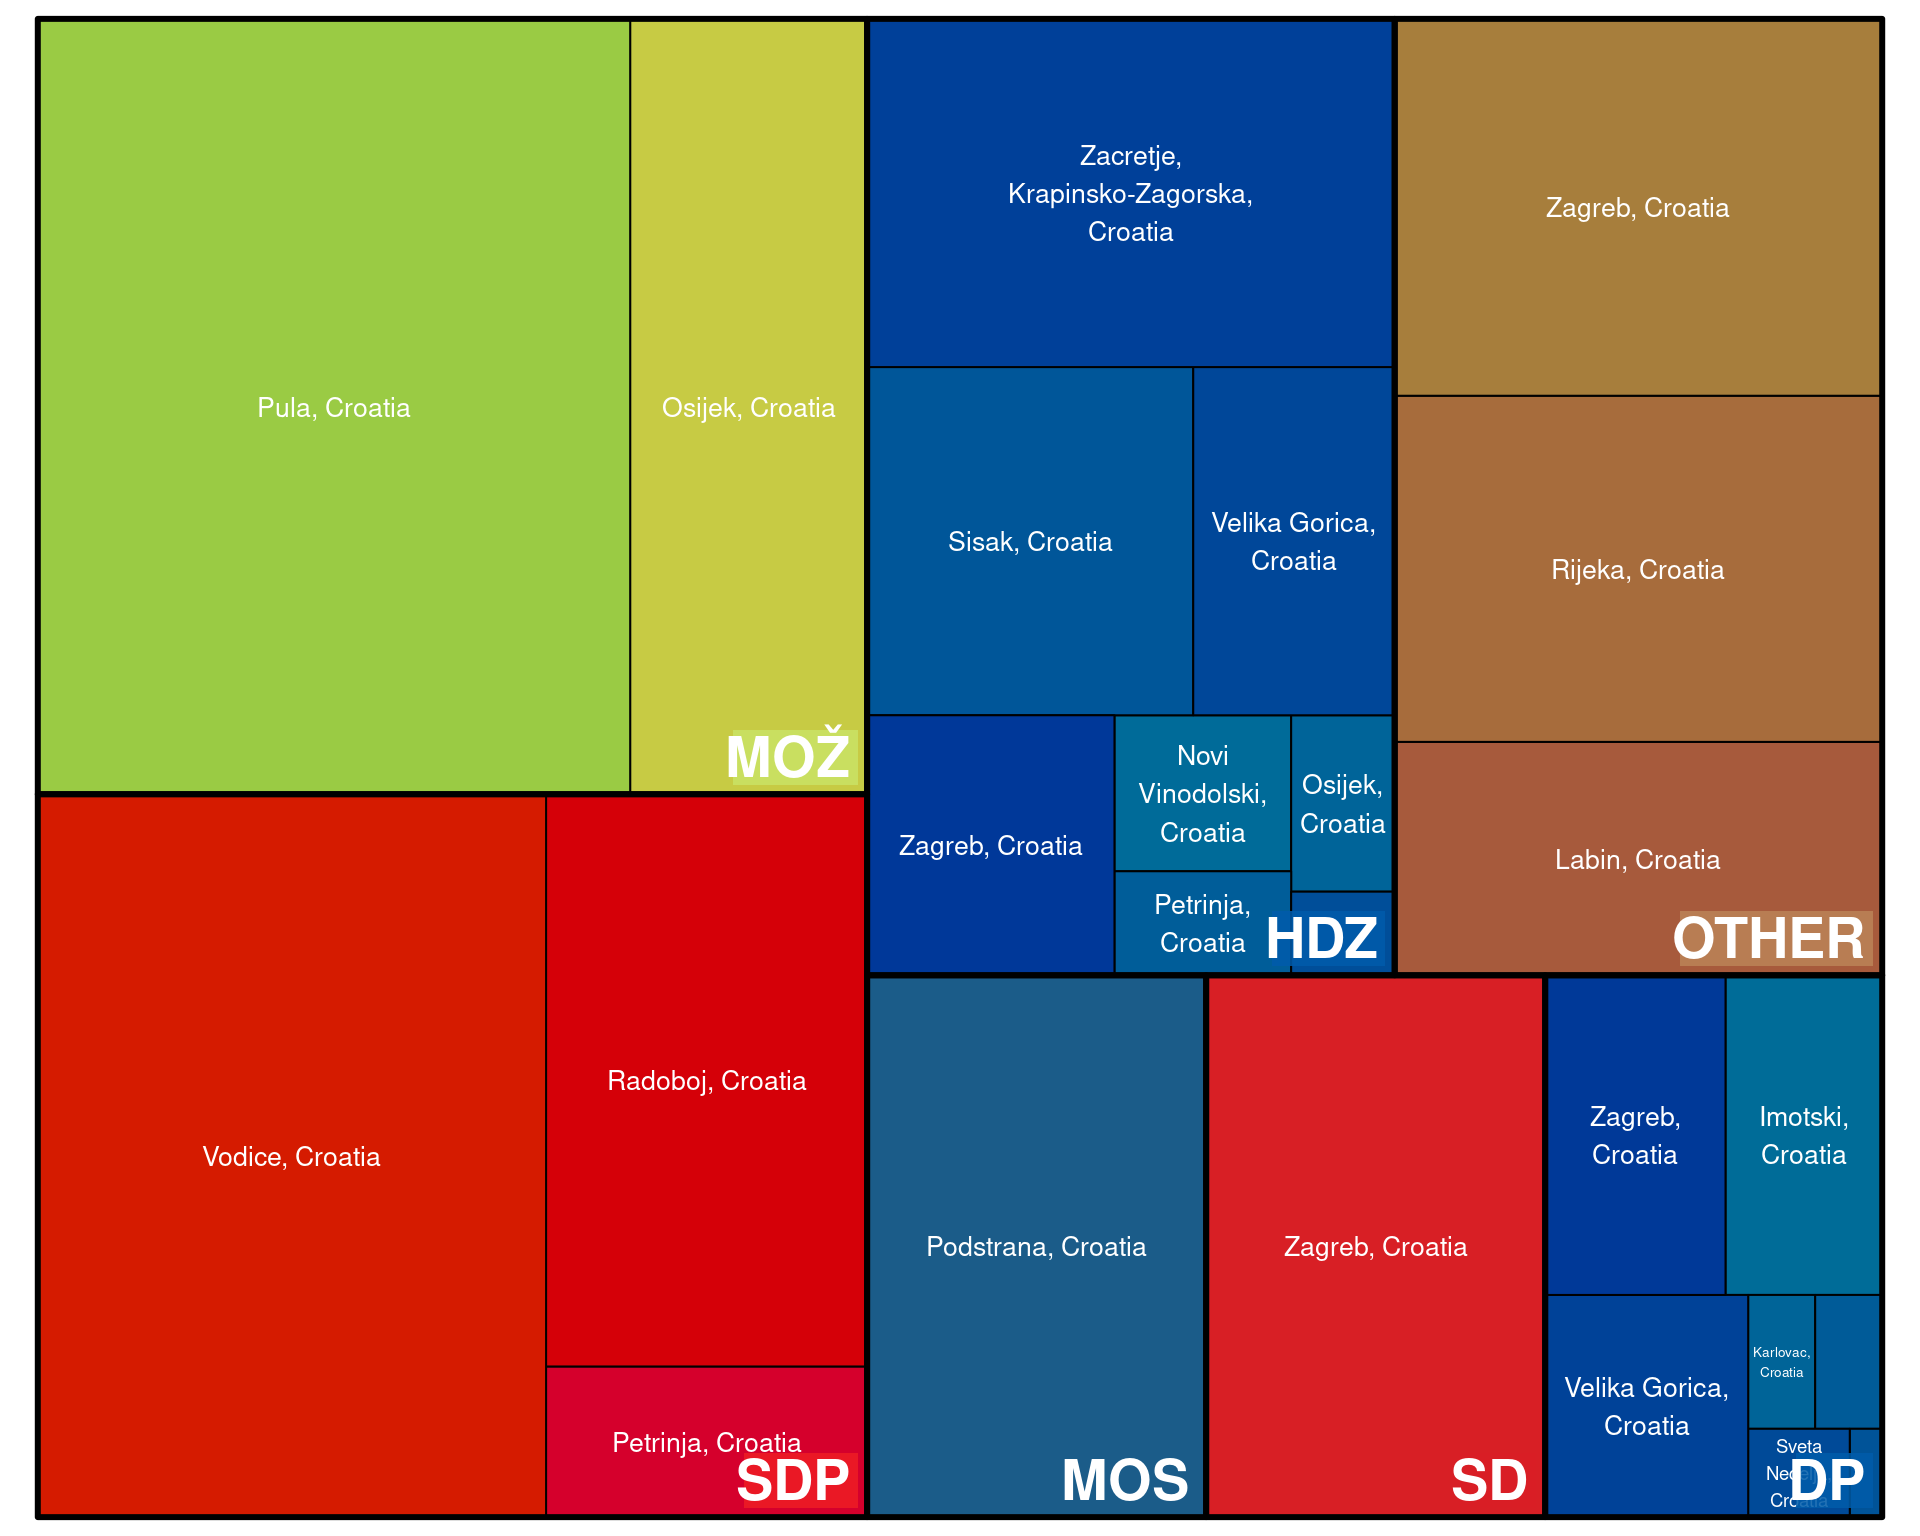 Pula, Croatia
Osijek, Croatia
MOŽ
Vodice, Croatia
Radoboj, Croatia
Petrinja, Croatia
SDP
Zacretje,
Krapinsko-Zagorska,
Croatia
Sisak, Croatia
Velika Gorica,
Croatia
Zagreb, Croatia
Novi
Vinodolski,
Croatia
Osijek,
Croatia
Petrinja,
Croatia
HDZ
Zagreb, Croatia
Rijeka, Croatia
Labin, Croatia
OTHER
Podstrana, Croatia
MOS
Zagreb, Croatia
SD
Zagreb,
Croatia
Imotski,
Croatia
Velika Gorica,
Croatia
Karlovac,
Croatia
Sveta
Croatia
DP